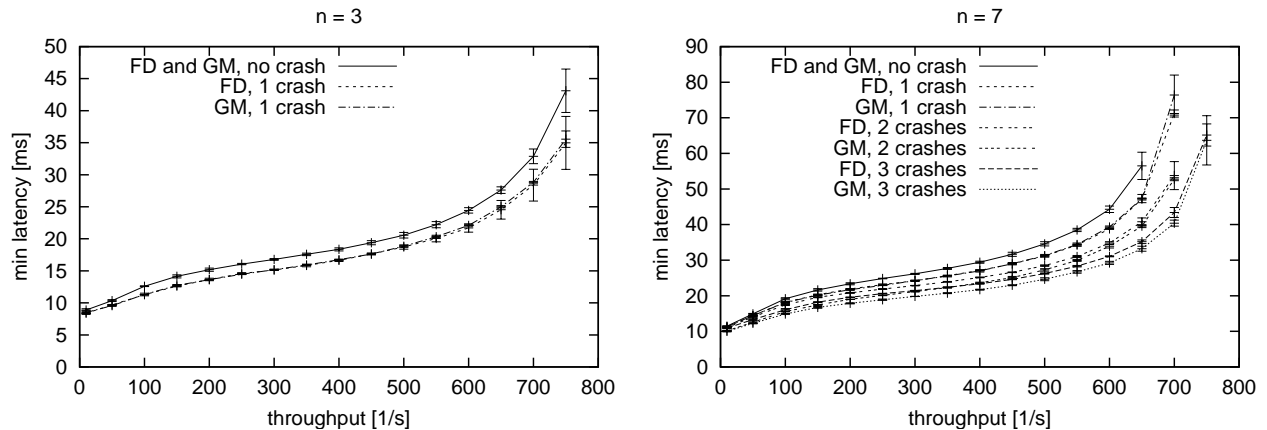 n = 3
50
45
40
35
30
25
20
15
10
5
0
min latency [ms]
FD and GM, no crash
FD, 1 crash
GM, 1 crash
0 100 200 300 400 500 600 700 800
throughput [1/s]
n = 7
90
80
70
60
50
40
30
20
10
0
min latency [ms]
FD and GM, no crash
FD, 1 crash
GM, 1 crash
FD, 2 crashes
GM, 2 crashes
FD, 3 crashes
GM, 3 crashes
0 100 200 300 400 500 600 700 800
throughput [1/s]